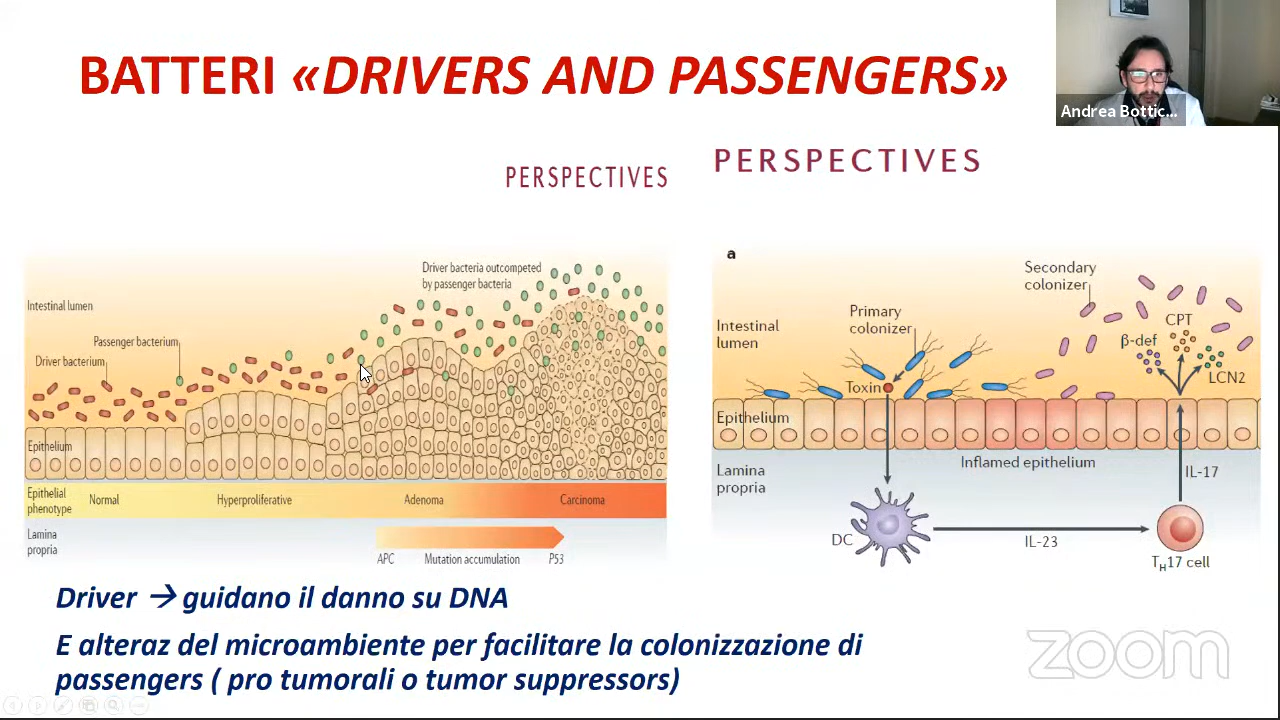 BATTERI «DRIVERS AND PASSENGERS»
Andrea Bottic...
PERSPECTIVES
Driver bacteria outcompeted
by passenger bacteria
Intestinal lumen
Passenger bacterium
Driver bacterium
Epithelium
Epithelial
phenotype
Normal
Hyperproliferative
Adenoma
Carcinoma
Lamina
propria
APC
Mutation accumulation
P53
PERSPECTIVES
a
Secondary
colonizer
Primary
colonizer
Intestinal
lumen
CPT
β-def
LCN2
Toxin
Epithelium
Inflamed epithelium
Lamina
propria
IL-17
DC
IL-23
TH17 cell
Driver → guidano il danno su DNA
E alteraz del microambiente per facilitare la colonizzazione di
passengers ( pro tumorali o tumor suppressors)
zoom